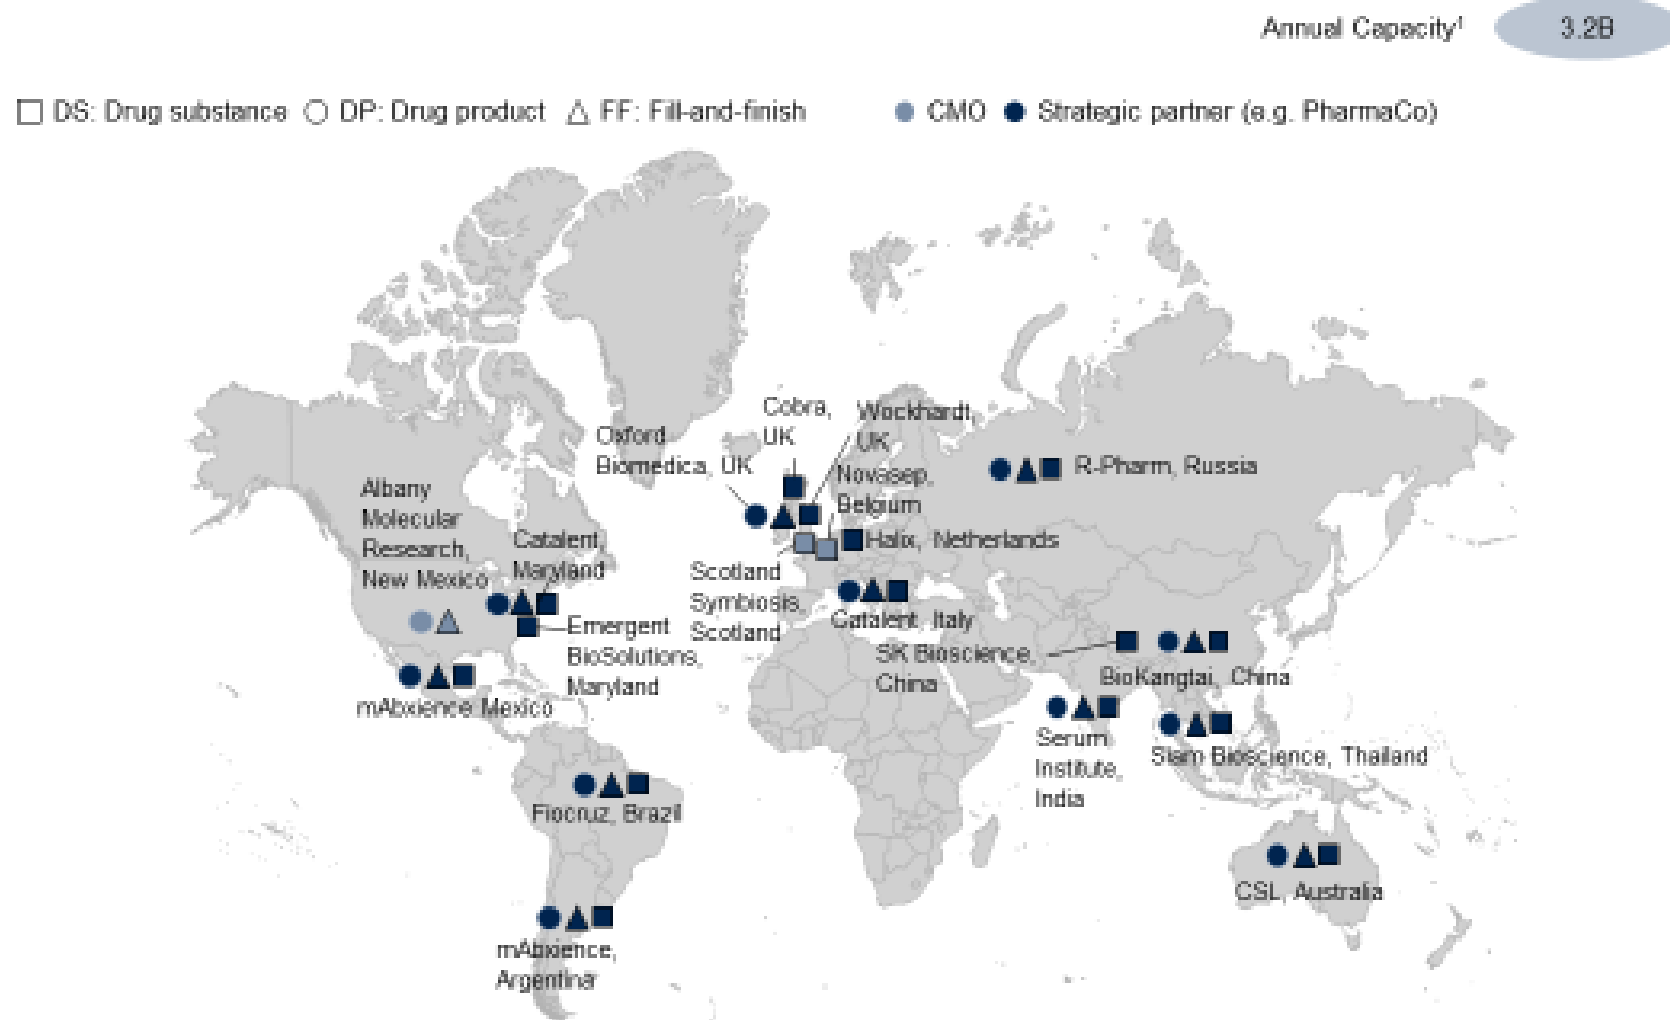 Annual Capacity¹ 3.2B
DS: Drug substance DP: Drug product FF: Fill-and-finish CMO Strategic partner (e.g. PharmaCo)
Cobra,
UK
Wockhardt,
UK
Oxford
Biomedica, UK
Novasep,
Belgium
R-Pharm, Russia
Albany
Molecular
Research,
New Mexico
Catalent,
Maryland
Halix, Netherlands
Scotland
Symbiosis,
Scotland
Catalent, Italy
Emergent
BioSolutions,
Maryland
SK Bioscience,
China
BioKangtai, China
mAbxience Mexico
Serum
Institute,
India
Siam Bioscience, Thailand
Fiocruz, Brazil
CSL, Australia
mAbxience,
Argentina